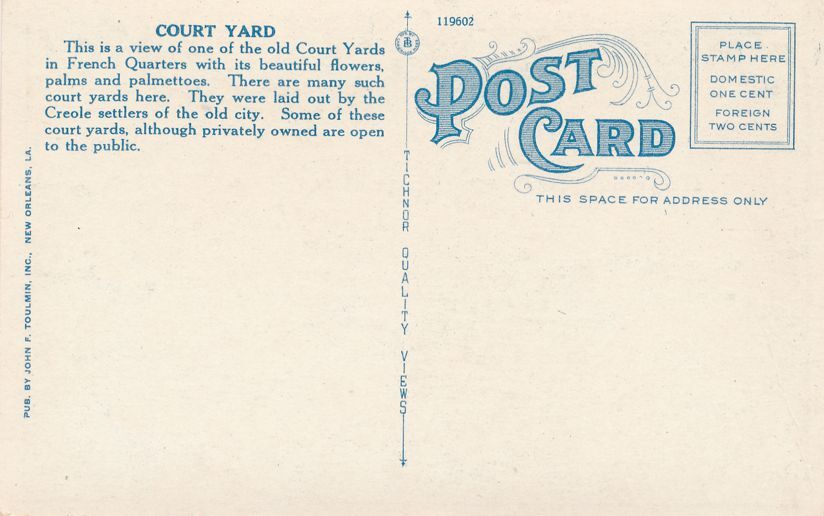 COURT YARD
This is a view of one of the old Court Yards
in French Quarters with its beautiful flowers,
palms and palmettoes. There are many such
court yards here. They were laid out by the
Creole settlers of the old city. Some of these
court yards, although privately owned are open
to the public.
PUB. BY JOHN F. TOULMIN, INC., NEW ORLEANS, LA.
TICHNOR QUALITY VIEWS
119602
POST
CARD
THIS SPACE FOR ADDRESS ONLY
PLACE
STAMP HERE
DOMESTIC
ONE CENT
FOREIGN
TWO CENTS